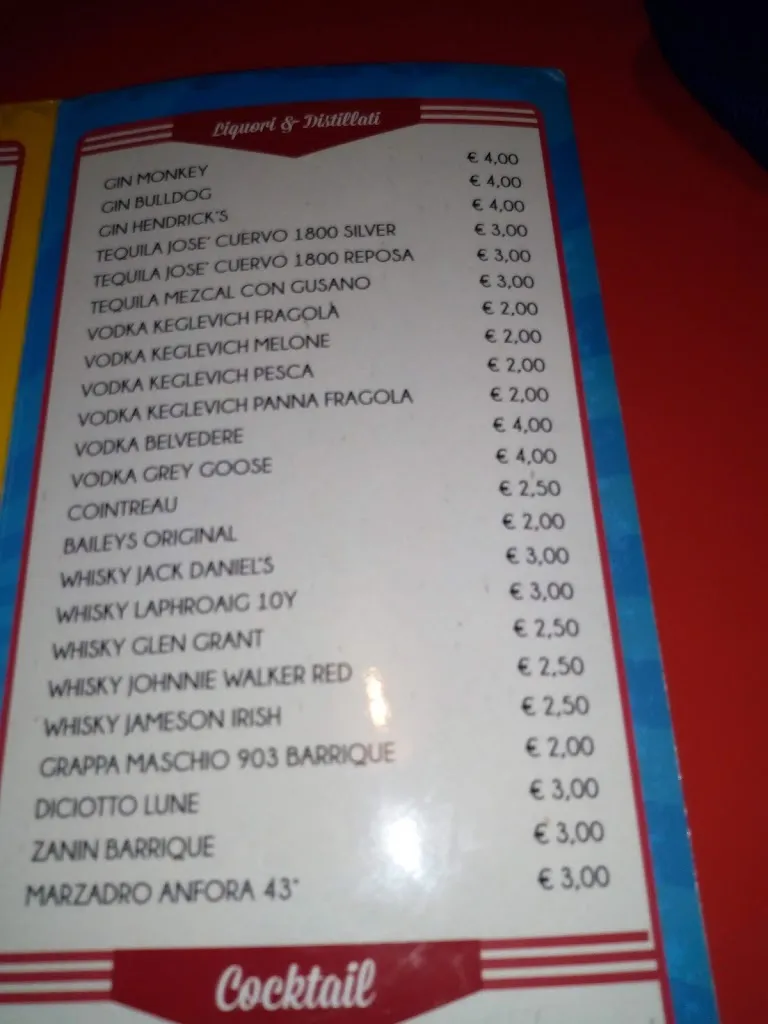 Liquori & Distillati
GIN MONKEY € 4,00
GIN BULLDOG € 4,00
GIN HENDRICK'S € 4,00
TEQUILA JOSE' CUERVO 1800 SILVER € 3,00
TEQUILA JOSE' CUERVO 1800 REPOSA € 3,00
TEQUILA MEZCAL CON GUSANO € 3,00
VODKA KEGLEVICH FRAGOLA € 2,00
VODKA KEGLEVICH MELONE € 2,00
VODKA KEGLEVICH PESCA € 2,00
VODKA KEGLEVICH PANNA FRAGOLA € 2,00
VODKA BELVEDERE € 4,00
VODKA GREY GOOSE € 4,00
COINTREAU € 2,50
BAILEYS ORIGINAL € 2,00
WHISKY JACK DANIEL'S € 3,00
WHISKY LAPHROAIG 10Y € 3,00
WHISKY GLEN GRANT € 2,50
WHISKY JOHNNIE WALKER RED € 2,50
WHISKY JAMESON IRISH € 2,50
GRAPPA MASCHIO 903 BARRIQUE € 2,00
DICIOTTO LUNE € 3,00
ZANIN BARRIQUE € 3,00
MARZADRO ANFORA 43° € 3,00
Cocktail